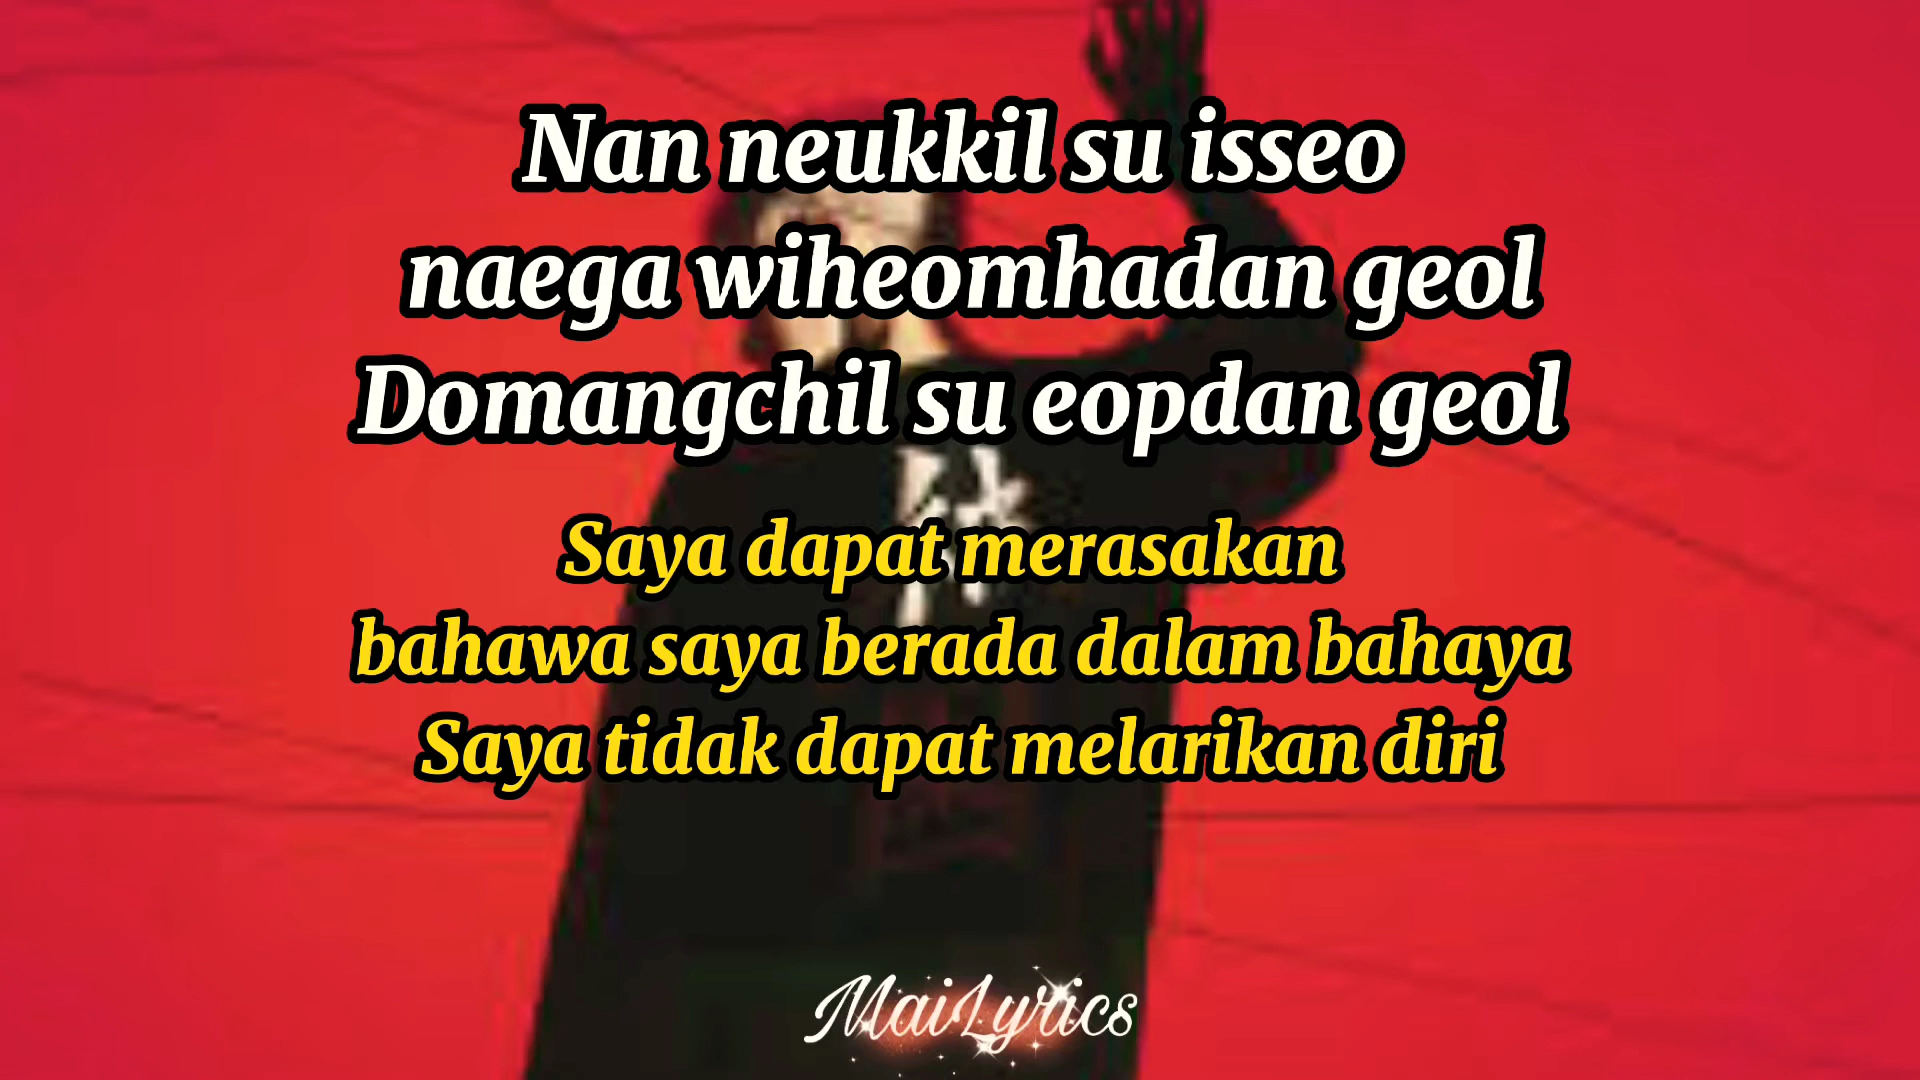 Nan neukkil su isseo
naega wiheomhadan geol
Domangchil su eopdan geol
Saya dapat merasakan
bahawa saya berada dalam bahaya
Saya tidak dapat melarikan diri
MaiLyrics